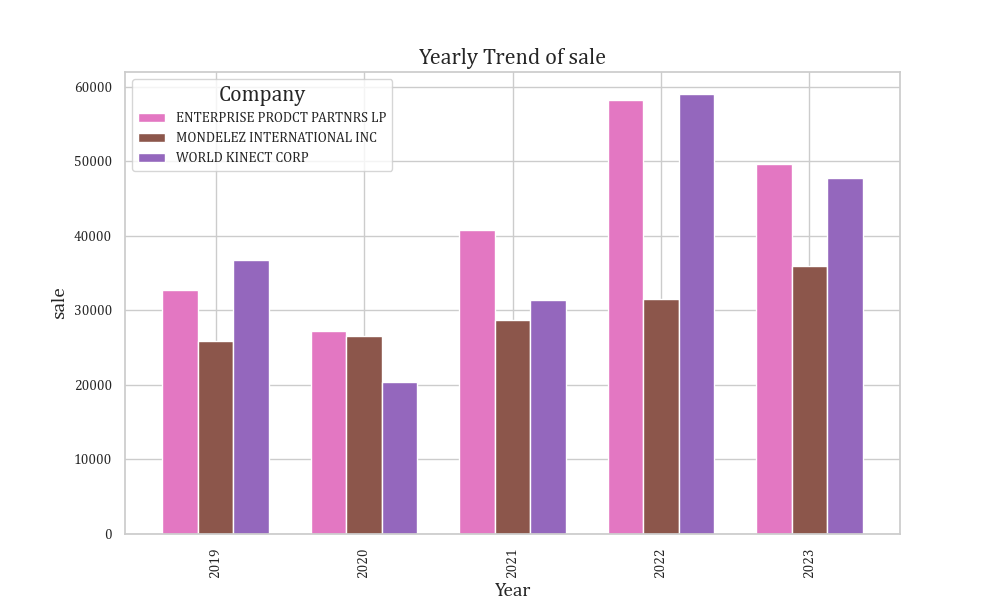 Yearly Trend of sale
Company
ENTERPRISE PRODCT PARTNRS LP
MONDELEZ INTERNATIONAL INC
WORLD KINECT CORP
60000
50000
40000
30000
20000
10000
0
sale
2019
2020
2021
2022
2023
Year